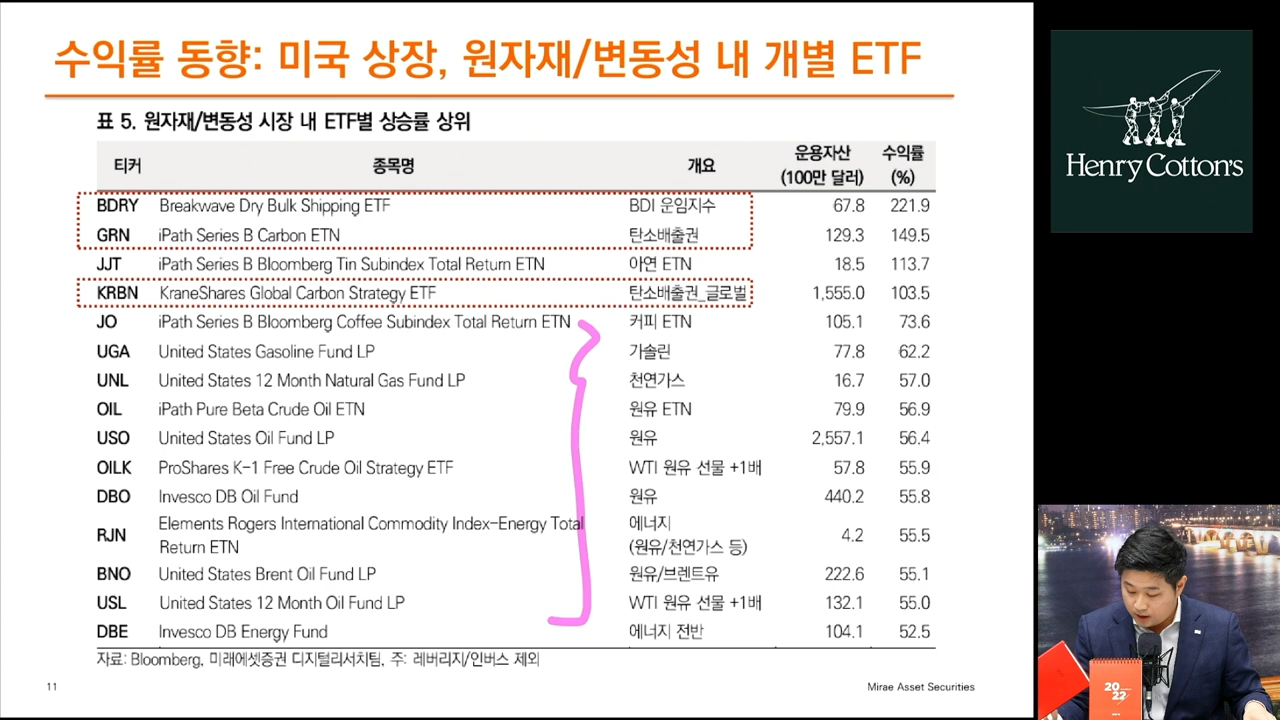 수익률 동향: 미국 상장, 원자재/변동성 내 개별 ETF
표 5. 원자재/변동성 시장 내 ETF별 상승률 상위
티커 종목명 개요 운용자산 (100만 달러) 수익률 (%)
BDRY Breakwave Dry Bulk Shipping ETF BDI 운임지수 67.8 221.9
GRN iPath Series B Carbon ETN 탄소배출권 129.3 149.5
JJT iPath Series B Bloomberg Tin Subindex Total Return ETN 아연 ETN 18.5 113.7
KRBN KraneShares Global Carbon Strategy ETF 탄소배출권_글로벌 1,555.0 103.5
JO iPath Series B Bloomberg Coffee Subindex Total Return ETN 커피 ETN 105.1 73.6
UGA United States Gasoline Fund LP 가솔린 77.8 62.2
UNL United States 12 Month Natural Gas Fund LP 천연가스 16.7 57.0
OIL iPath Pure Beta Crude Oil ETN 원유 ETN 79.9 56.9
USO United States Oil Fund LP 원유 2,557.1 56.4
OILK ProShares K-1 Free Crude Oil Strategy ETF WTI 원유 선물 +1배 57.8 55.9
DBO Invesco DB Oil Fund 원유 440.2 55.8
RJN Elements Rogers International Commodity Index-Energy Total Return ETN 에너지 (원유/천연가스 등) 4.2 55.5
BNO United States Brent Oil Fund LP 원유/브렌트유 222.6 55.1
USL United States 12 Month Oil Fund LP WTI 원유 선물 +1배 132.1 55.0
DBE Invesco DB Energy Fund 에너지 전반 104.1 52.5
자료: Bloomberg, 미래에셋증권 디지털리서치팀, 주: 레버리지/인버스 제외
11
Mirae Asset Securities
Henry Cotton's
2022